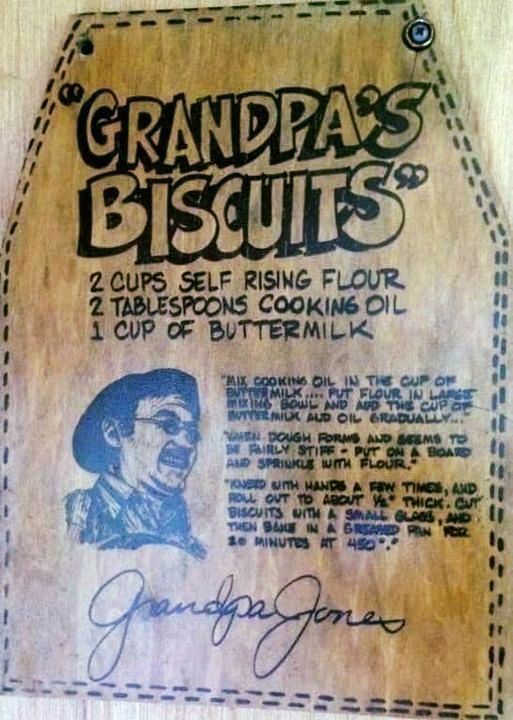 "GRANDPA'S
BISCUITS"
2 CUPS SELF RISING FLOUR
2 TABLESPOONS COOKING OIL
1 CUP OF BUTTERMILK
"MIX COOKING OIL IN THE CUP OF
BUTTERMILK.... PUT FLOUR IN LARGE
MIXING BOWL AND ADD THE CUP OF
BUTTERMILK AND OIL GRADUALLY...
"WHEN DOUGH FORMS AND SEEMS TO
BE FAIRLY STIFF - PUT ON A BOARD
AND SPRINKLE WITH FLOUR."
"KNEED WITH HANDS A FEW TIMES, AND
ROLL OUT TO ABOUT ½" THICK. CUT
BISCUITS WITH A SMALL GLASS, AND
THEN BAKE IN A GREASED PAN FOR
20 MINUTES AT 450°."
Grandpa Jones